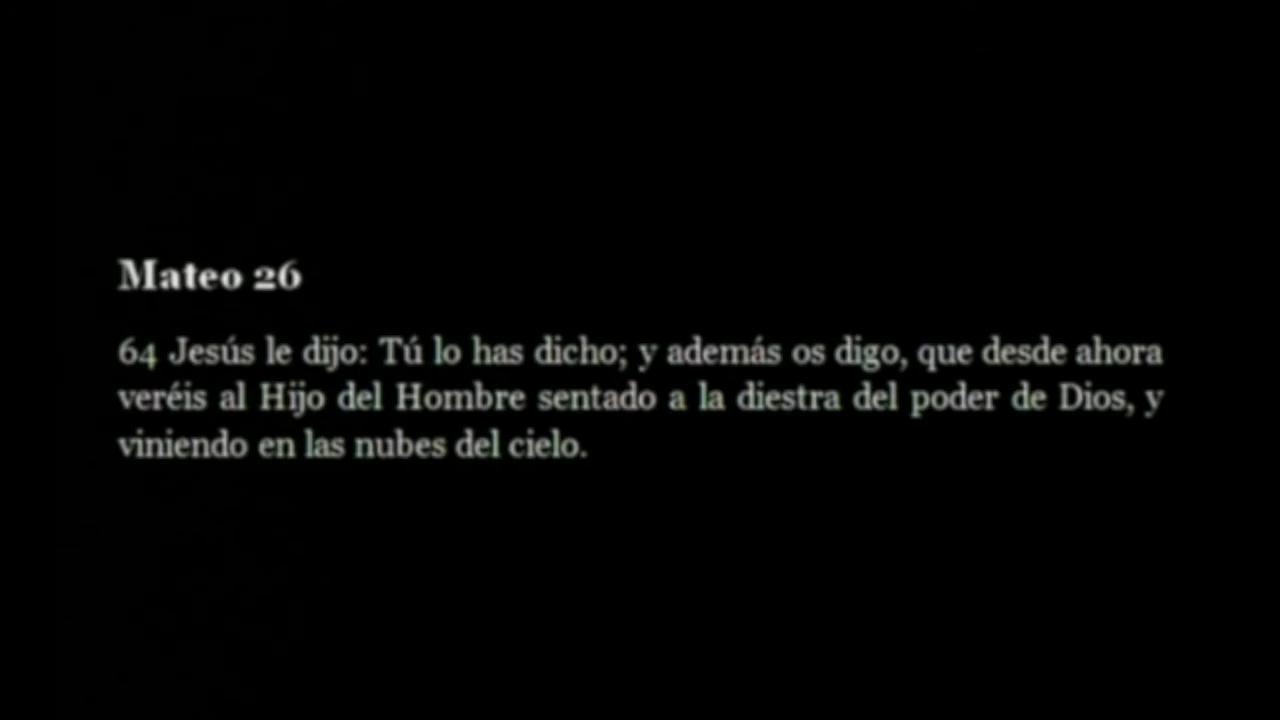 Mateo 26
64 Jesús le dijo: Tú lo has dicho; y además os digo, que desde ahora
veréis al Hijo del Hombre sentado a la diestra del poder de Dios, y
viniendo en las nubes del cielo.